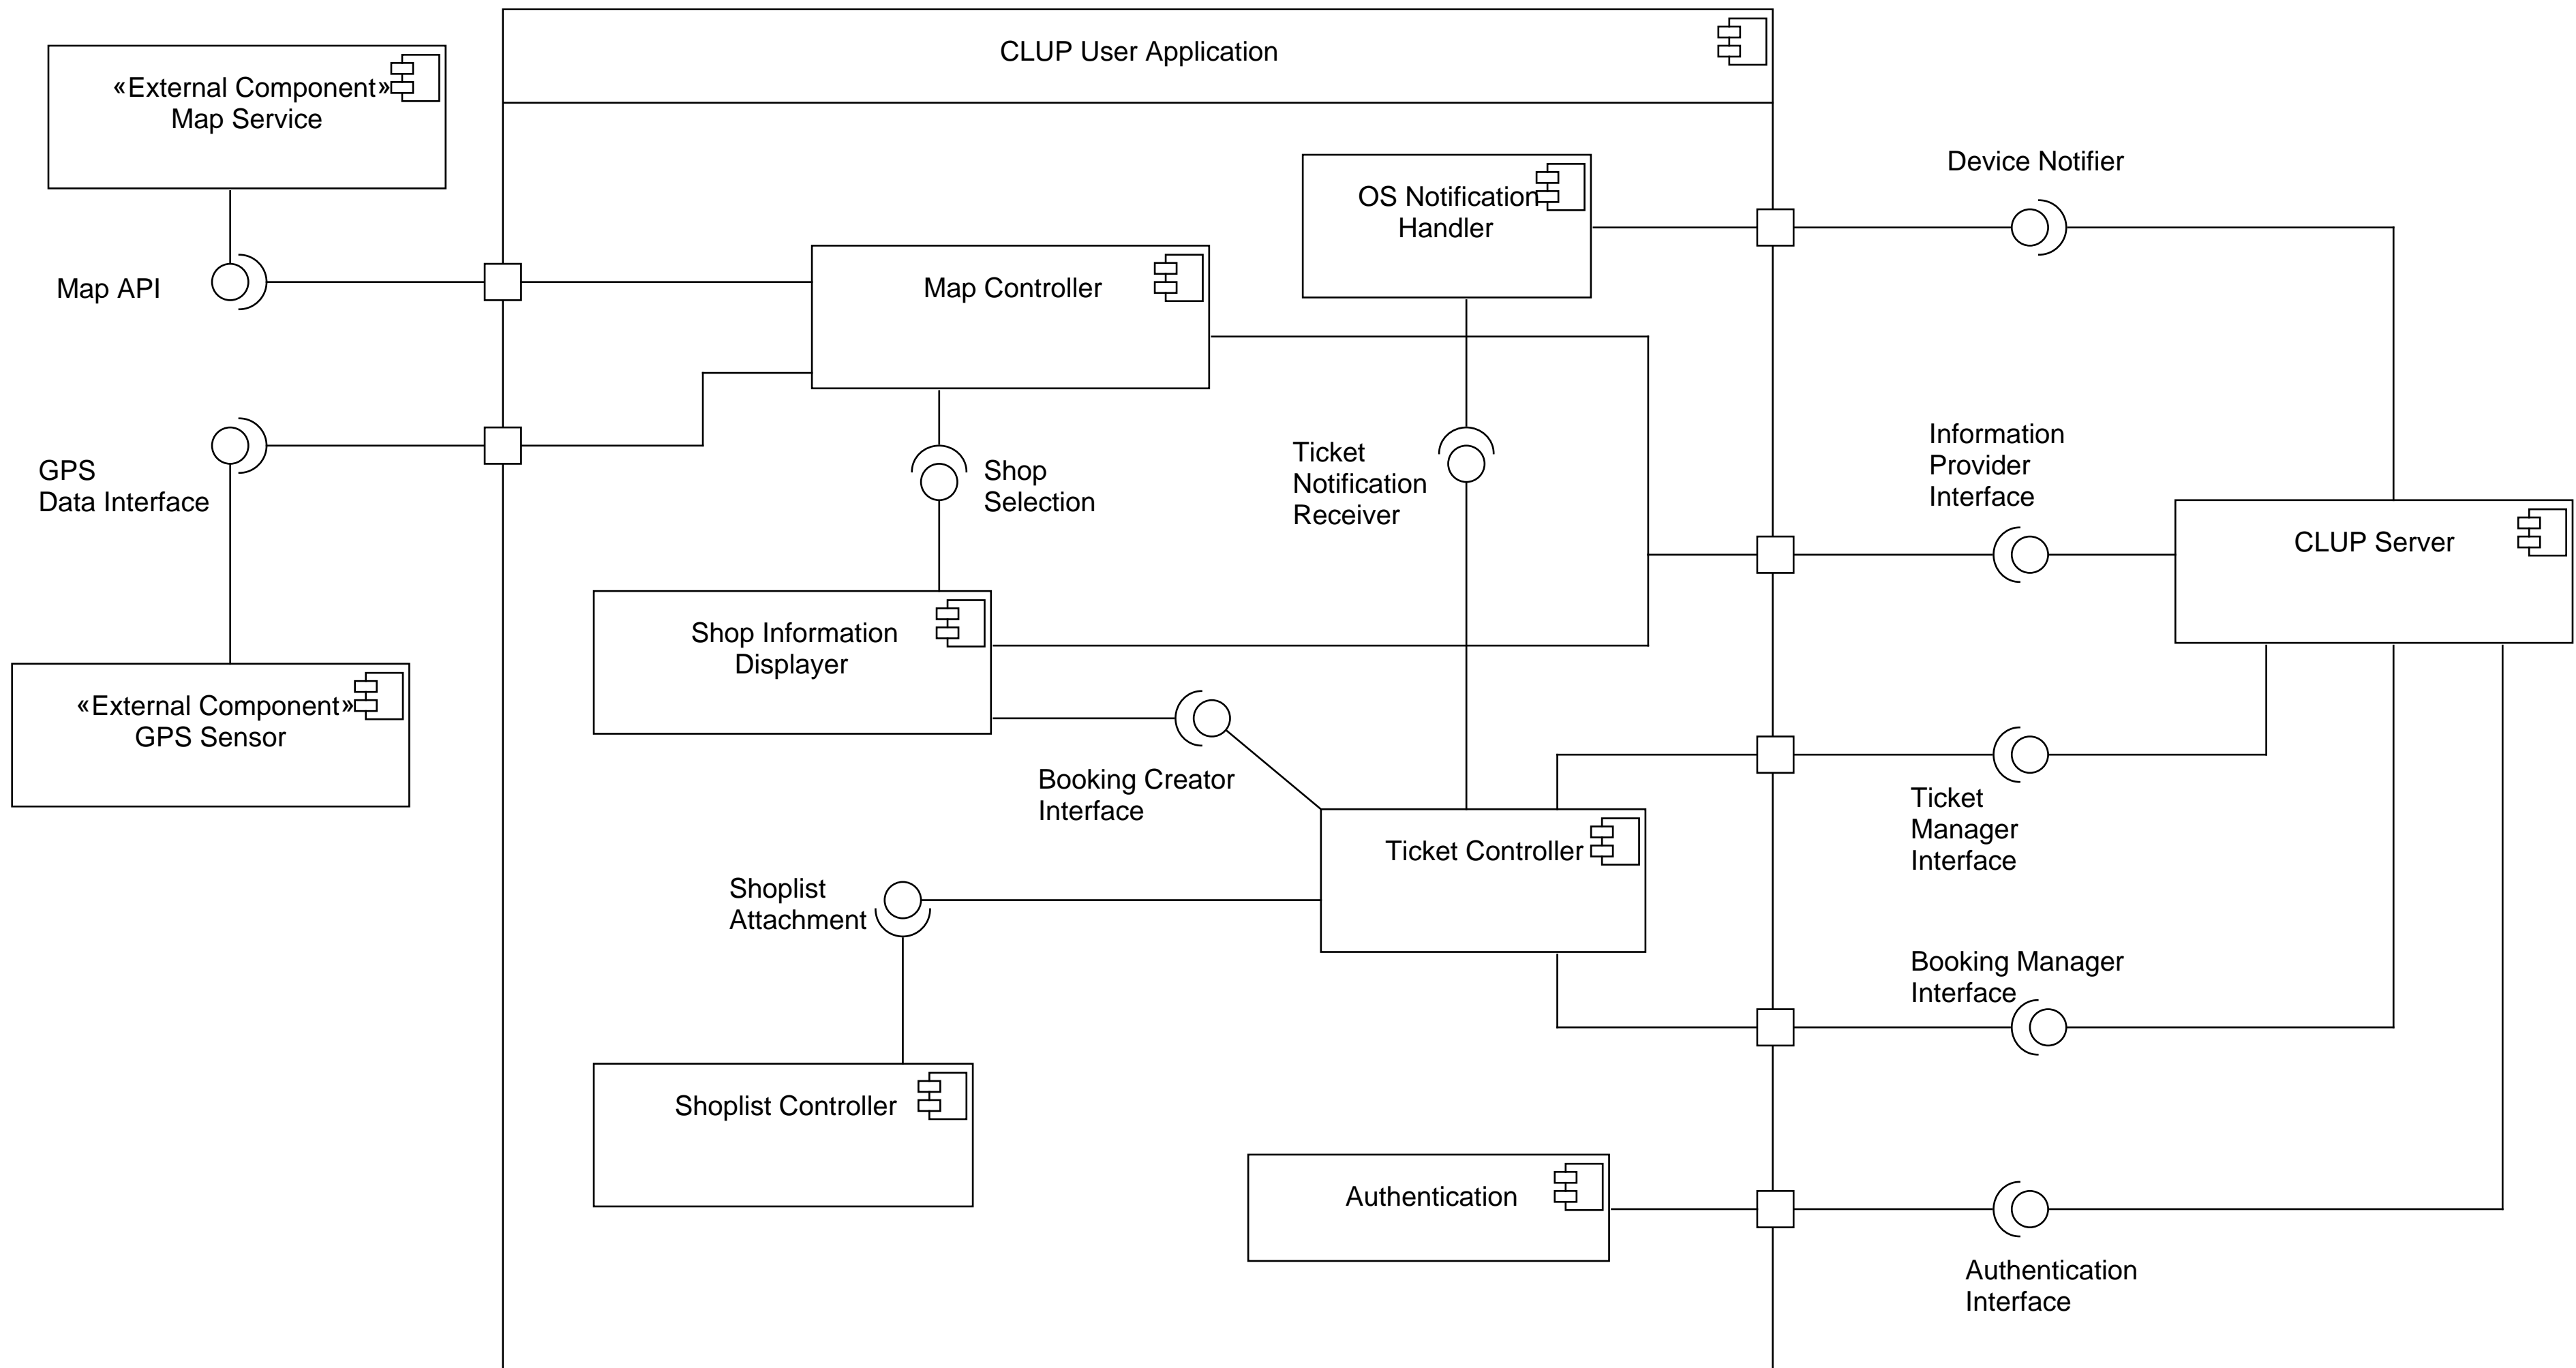 CLUP User Application
«External Component»
Map Service
Device Notifier
OS Notification
Handler
Map API
Map Controller
Information
Provider
Interface
GPS
Data Interface
Shop
Selection
Ticket
Notification
Receiver
CLUP Server
Shop Information
Displayer
«External Component»
GPS Sensor
Booking Creator
Interface
Ticket
Manager
Interface
Ticket Controller
Shoplist
Attachment
Booking Manager
Interface
Shoplist Controller
Authentication
Authentication
Interface